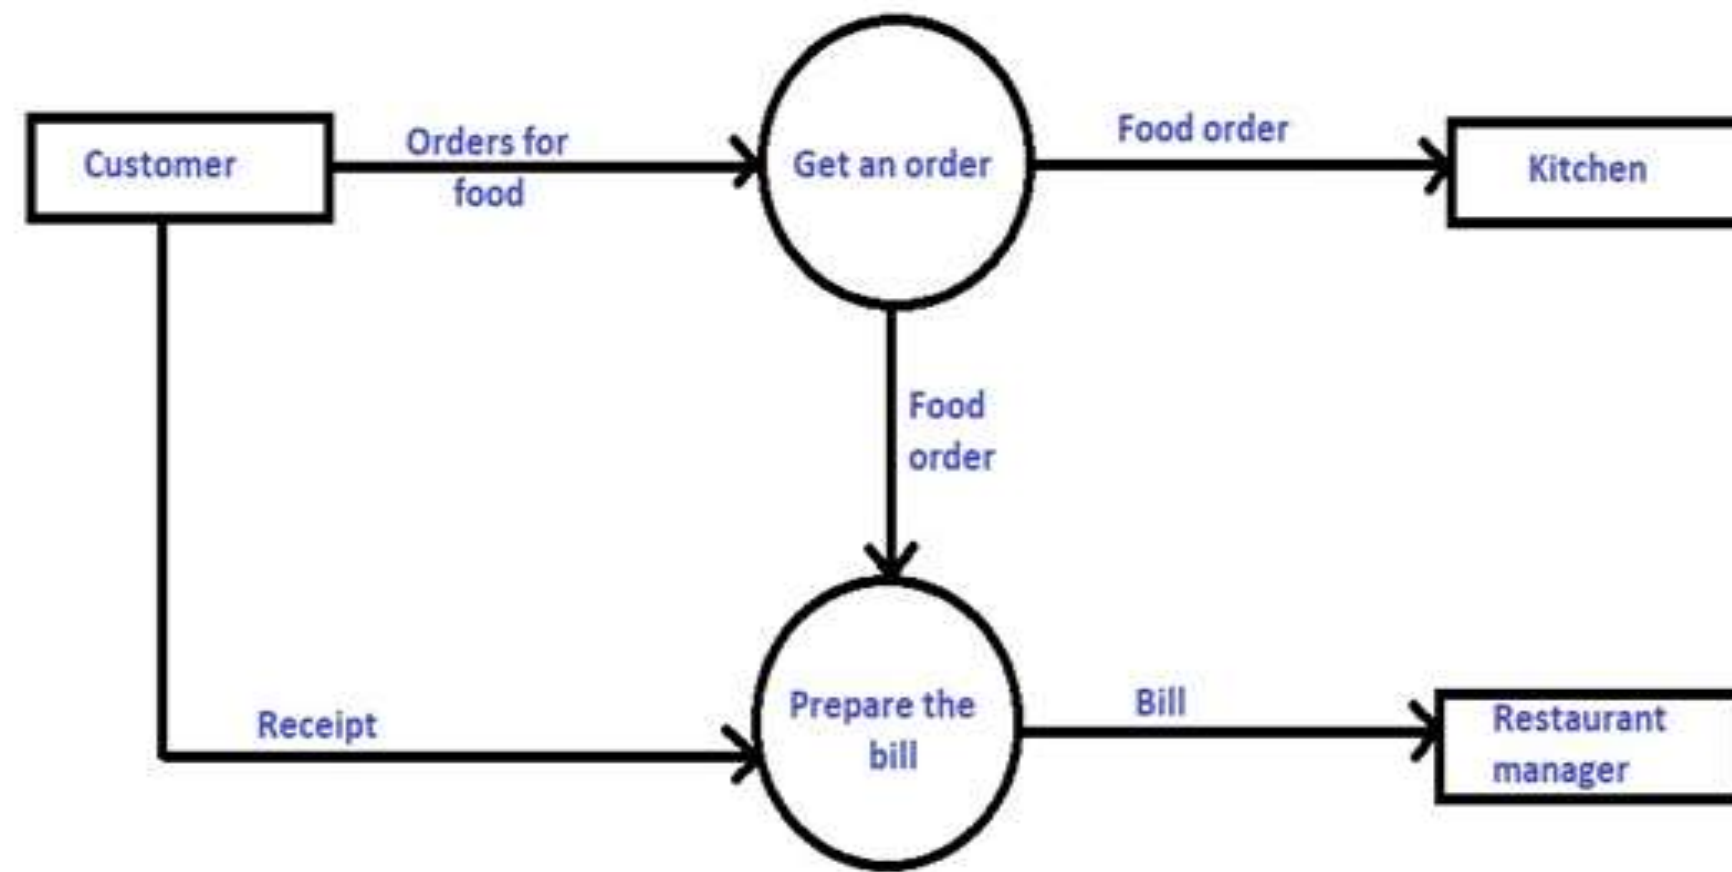 Customer
Orders for
food
Get an order
Food order
Kitchen
Food
order
Receipt
Prepare the
bill
Bill
Restaurant
manager